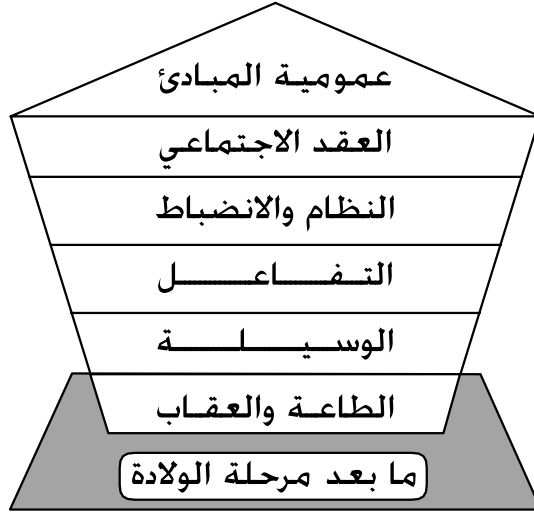 عمومية المبادئ
العقد الاجتماعي
النظام والانضباط
التفاعل
الوسيلة
الطاعة والعقاب
ما بعد مرحلة الولادة